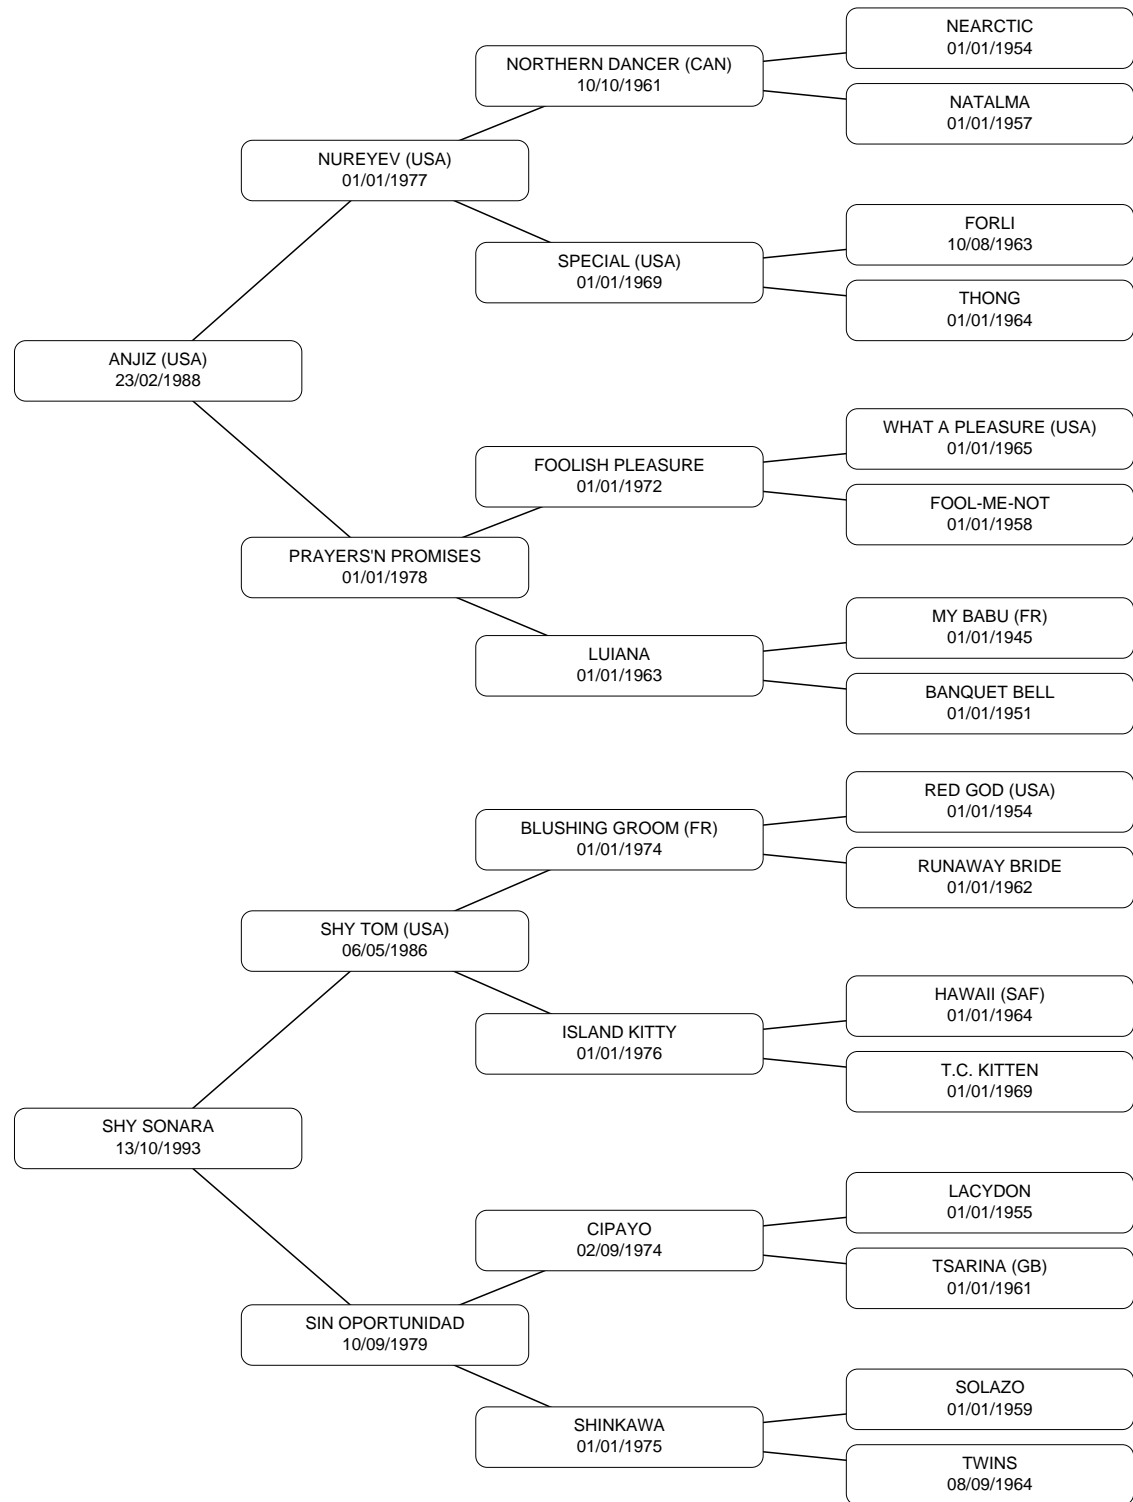 NEARCTIC
01/01/1954
NORTHERN DANCER (CAN)
10/10/1961
NATALMA
01/01/1957
NUREYEV (USA)
01/01/1977
FORLI
10/08/1963
SPECIAL (USA)
01/01/1969
THONG
01/01/1964
ANJIZ (USA)
23/02/1988
WHAT A PLEASURE (USA)
01/01/1965
FOOLISH PLEASURE
01/01/1972
FOOL-ME-NOT
01/01/1958
PRAYERS'N PROMISES
01/01/1978
MY BABU (FR)
01/01/1945
LUIANA
01/01/1963
BANQUET BELL
01/01/1951
RED GOD (USA)
01/01/1954
BLUSHING GROOM (FR)
01/01/1974
RUNAWAY BRIDE
01/01/1962
SHY TOM (USA)
06/05/1986
HAWAII (SAF)
01/01/1964
ISLAND KITTY
01/01/1976
T.C. KITTEN
01/01/1969
SHY SONARA
13/10/1993
LACYDON
01/01/1955
CIPAYO
02/09/1974
TSARINA (GB)
01/01/1961
SIN OPORTUNIDAD
10/09/1979
SOLAZO
01/01/1959
SHINKAWA
01/01/1975
TWINS
08/09/1964